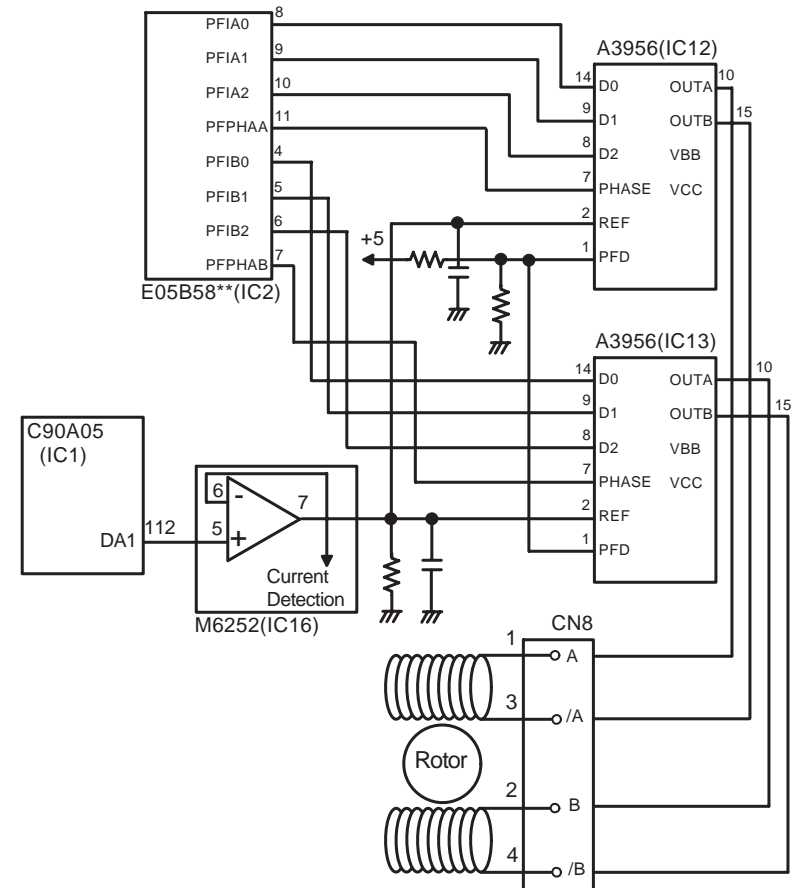 PFIA0 8
PFIA1 9
PFIA2 10
PFPHAA 11
PFIB0 4
PFIB1 5
PFIB2 6
PFPHAB 7
E05B58**(IC2)
A3956(IC12)
14 D0 OUTA 10
9 D1 OUTB 15
8 D2 VBB
7 PHASE VCC
2 REF
1 PFD
+5
A3956(IC13)
14 D0 OUTA 10
9 D1 OUTB 15
8 D2 VBB
7 PHASE VCC
2 REF
1 PFD
C90A05
(IC1)
DA1 112
6 -
5 +
7
Current
Detection
M6252(IC16)
CN8
1 A
3 /A
Rotor
2 B
4 /B